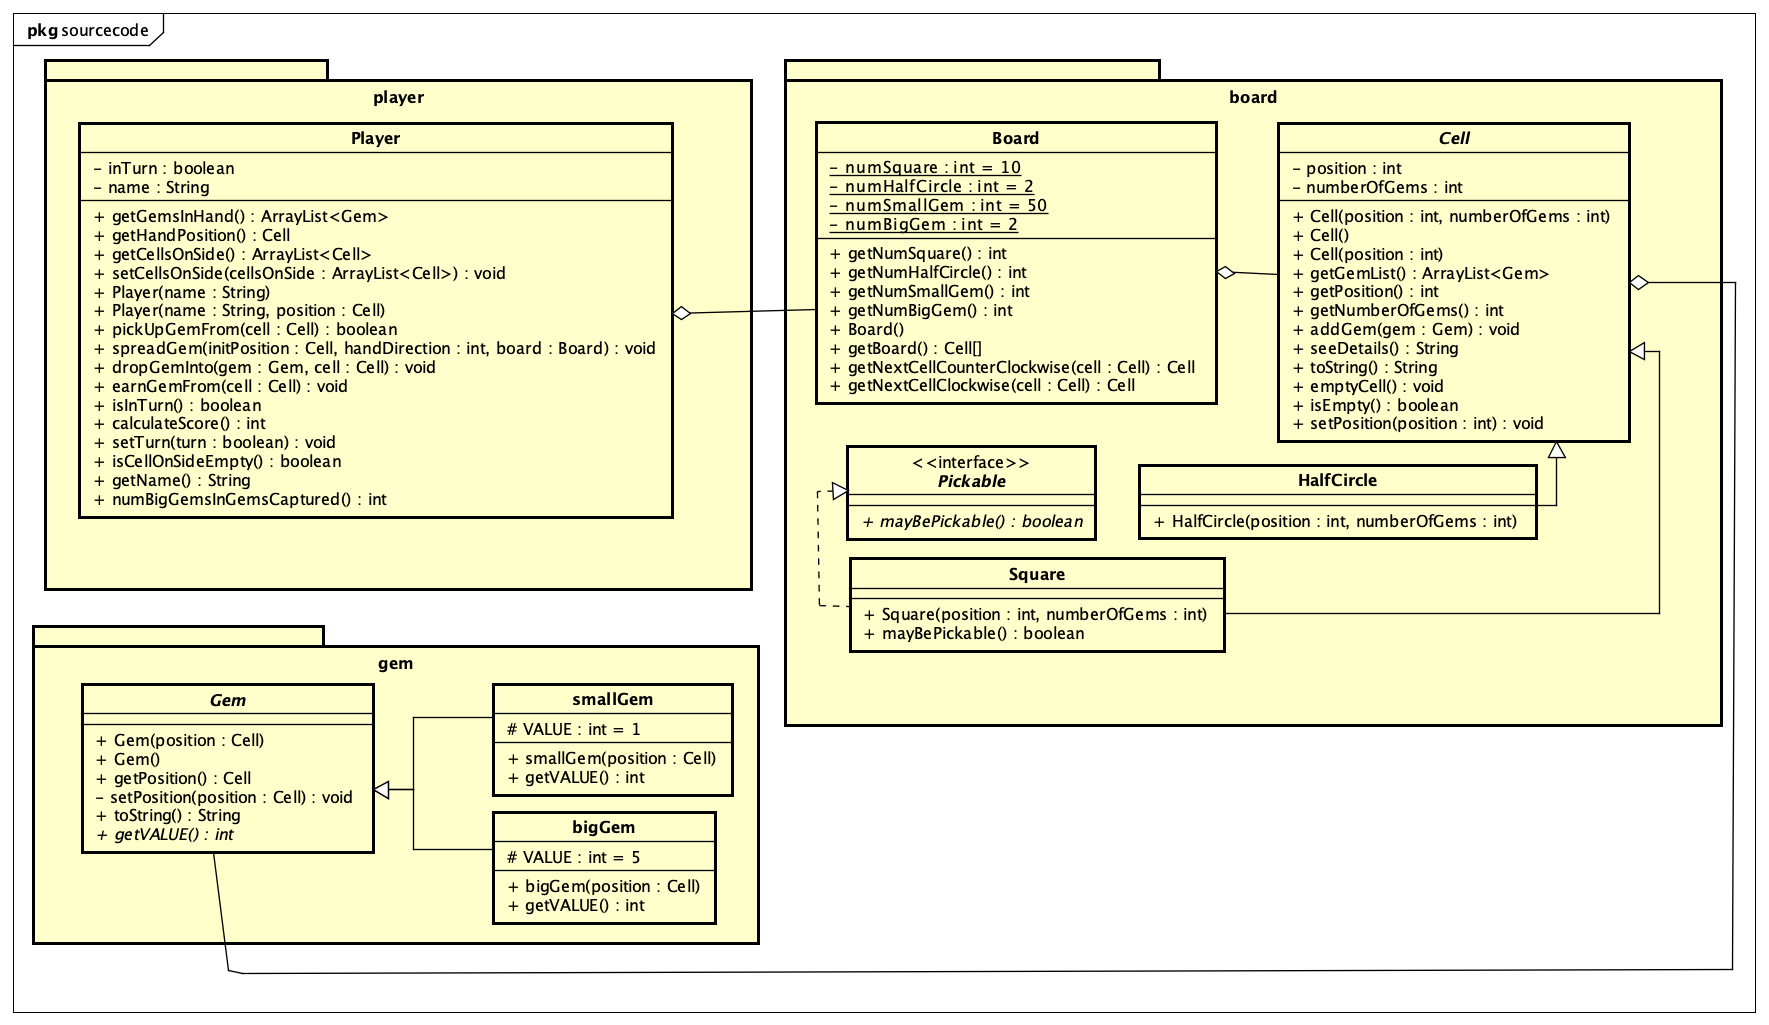 pkg sourcecode
player
Player
– inTurn : boolean
– name : String
+ getGemsInHand() : ArrayList<Gem>
+ getHandPosition() : Cell
+ getCellsOnSide() : ArrayList<Cell>
+ setCellsOnSide(cellsOnSide : ArrayList<Cell>) : void
+ Player(name : String)
+ Player(name : String, position : Cell)
+ pickUpGemFrom(cell : Cell) : boolean
+ spreadGem(initPosition : Cell, handDirection : int, board : Board) : void
+ dropGemInto(gem : Gem, cell : Cell) : void
+ earnGemFrom(cell : Cell) : void
+ isInTurn() : boolean
+ calculateScore() : int
+ setTurn(turn : boolean) : void
+ isCellOnSideEmpty() : boolean
+ getName() : String
+ numBigGemsInGemsCaptured() : int
board
Board
– numSquare : int = 10
– numHalfCircle : int = 2
– numSmallGem : int = 50
– numBigGem : int = 2
+ getNumSquare() : int
+ getNumHalfCircle() : int
+ getNumSmallGem() : int
+ getNumBigGem() : int
+ Board()
+ getBoard() : Cell[]
+ getNextCellCounterClockwise(cell : Cell) : Cell
+ getNextCellClockwise(cell : Cell) : Cell
Cell
– position : int
– numberOfGems : int
+ Cell(position : int, numberOfGems : int)
+ Cell()
+ Cell(position : int)
+ getGemList() : ArrayList<Gem>
+ getPosition() : int
+ getNumberOfGems() : int
+ addGem(gem : Gem) : void
+ seeDetails() : String
+ toString() : String
+ emptyCell() : void
+ isEmpty() : boolean
+ setPosition(position : int) : void
<<interface>>
Pickable
+ mayBePickable() : boolean
HalfCircle
+ HalfCircle(position : int, numberOfGems : int)
Square
+ Square(position : int, numberOfGems : int)
+ mayBePickable() : boolean
gem
Gem
+ Gem(position : Cell)
+ Gem()
+ getPosition() : Cell
– setPosition(position : Cell) : void
+ toString() : String
+ getVALUE() : int
smallGem
# VALUE : int = 1
+ smallGem(position : Cell)
+ getVALUE() : int
bigGem
# VALUE : int = 5
+ bigGem(position : Cell)
+ getVALUE() : int